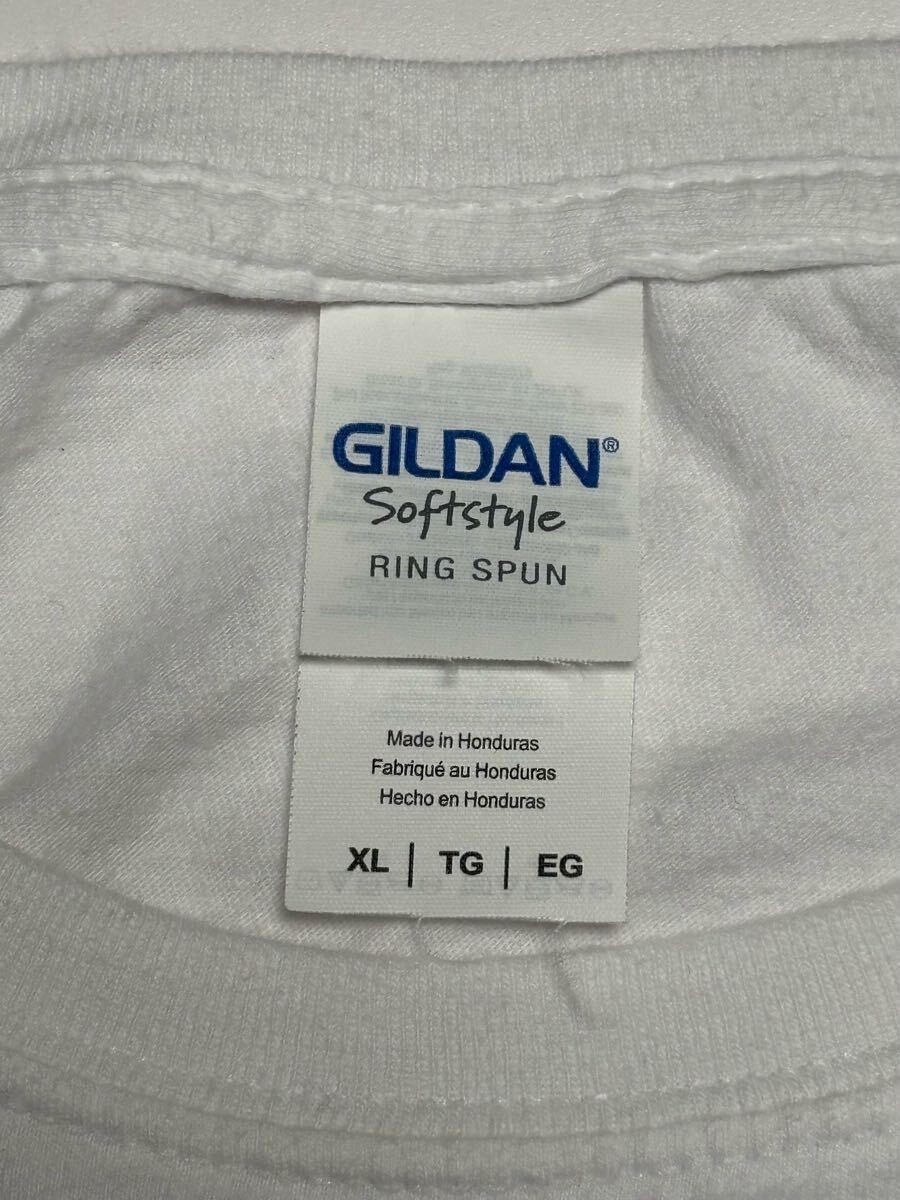 GILDAN®
Softstyle
RING SPUN
Made in Honduras
Fabriqué au Honduras
Hecho en Honduras
XL | TG | EG